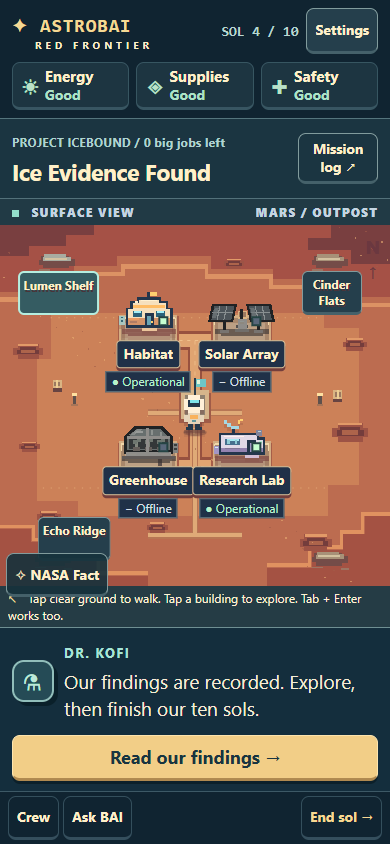 ASTROBAI
RED FRONTIER
SOL 4 / 10
Settings
Energy
Good
Supplies
Good
Safety
Good
PROJECT ICEBOUND / 0 big jobs left
Ice Evidence Found
Mission
log ↗
SURFACE VIEW
MARS / OUTPOST
N
Lumen Shelf
Cinder
Flats
Habitat
● Operational
Solar Array
– Offline
Greenhouse
– Offline
Research Lab
● Operational
Echo Ridge
✧ NASA Fact
Tap clear ground to walk. Tap a building to explore. Tab + Enter
works too.
DR. KOFI
Our findings are recorded. Explore,
then finish our ten sols.
Read our findings →
Crew
Ask BAI
End sol →